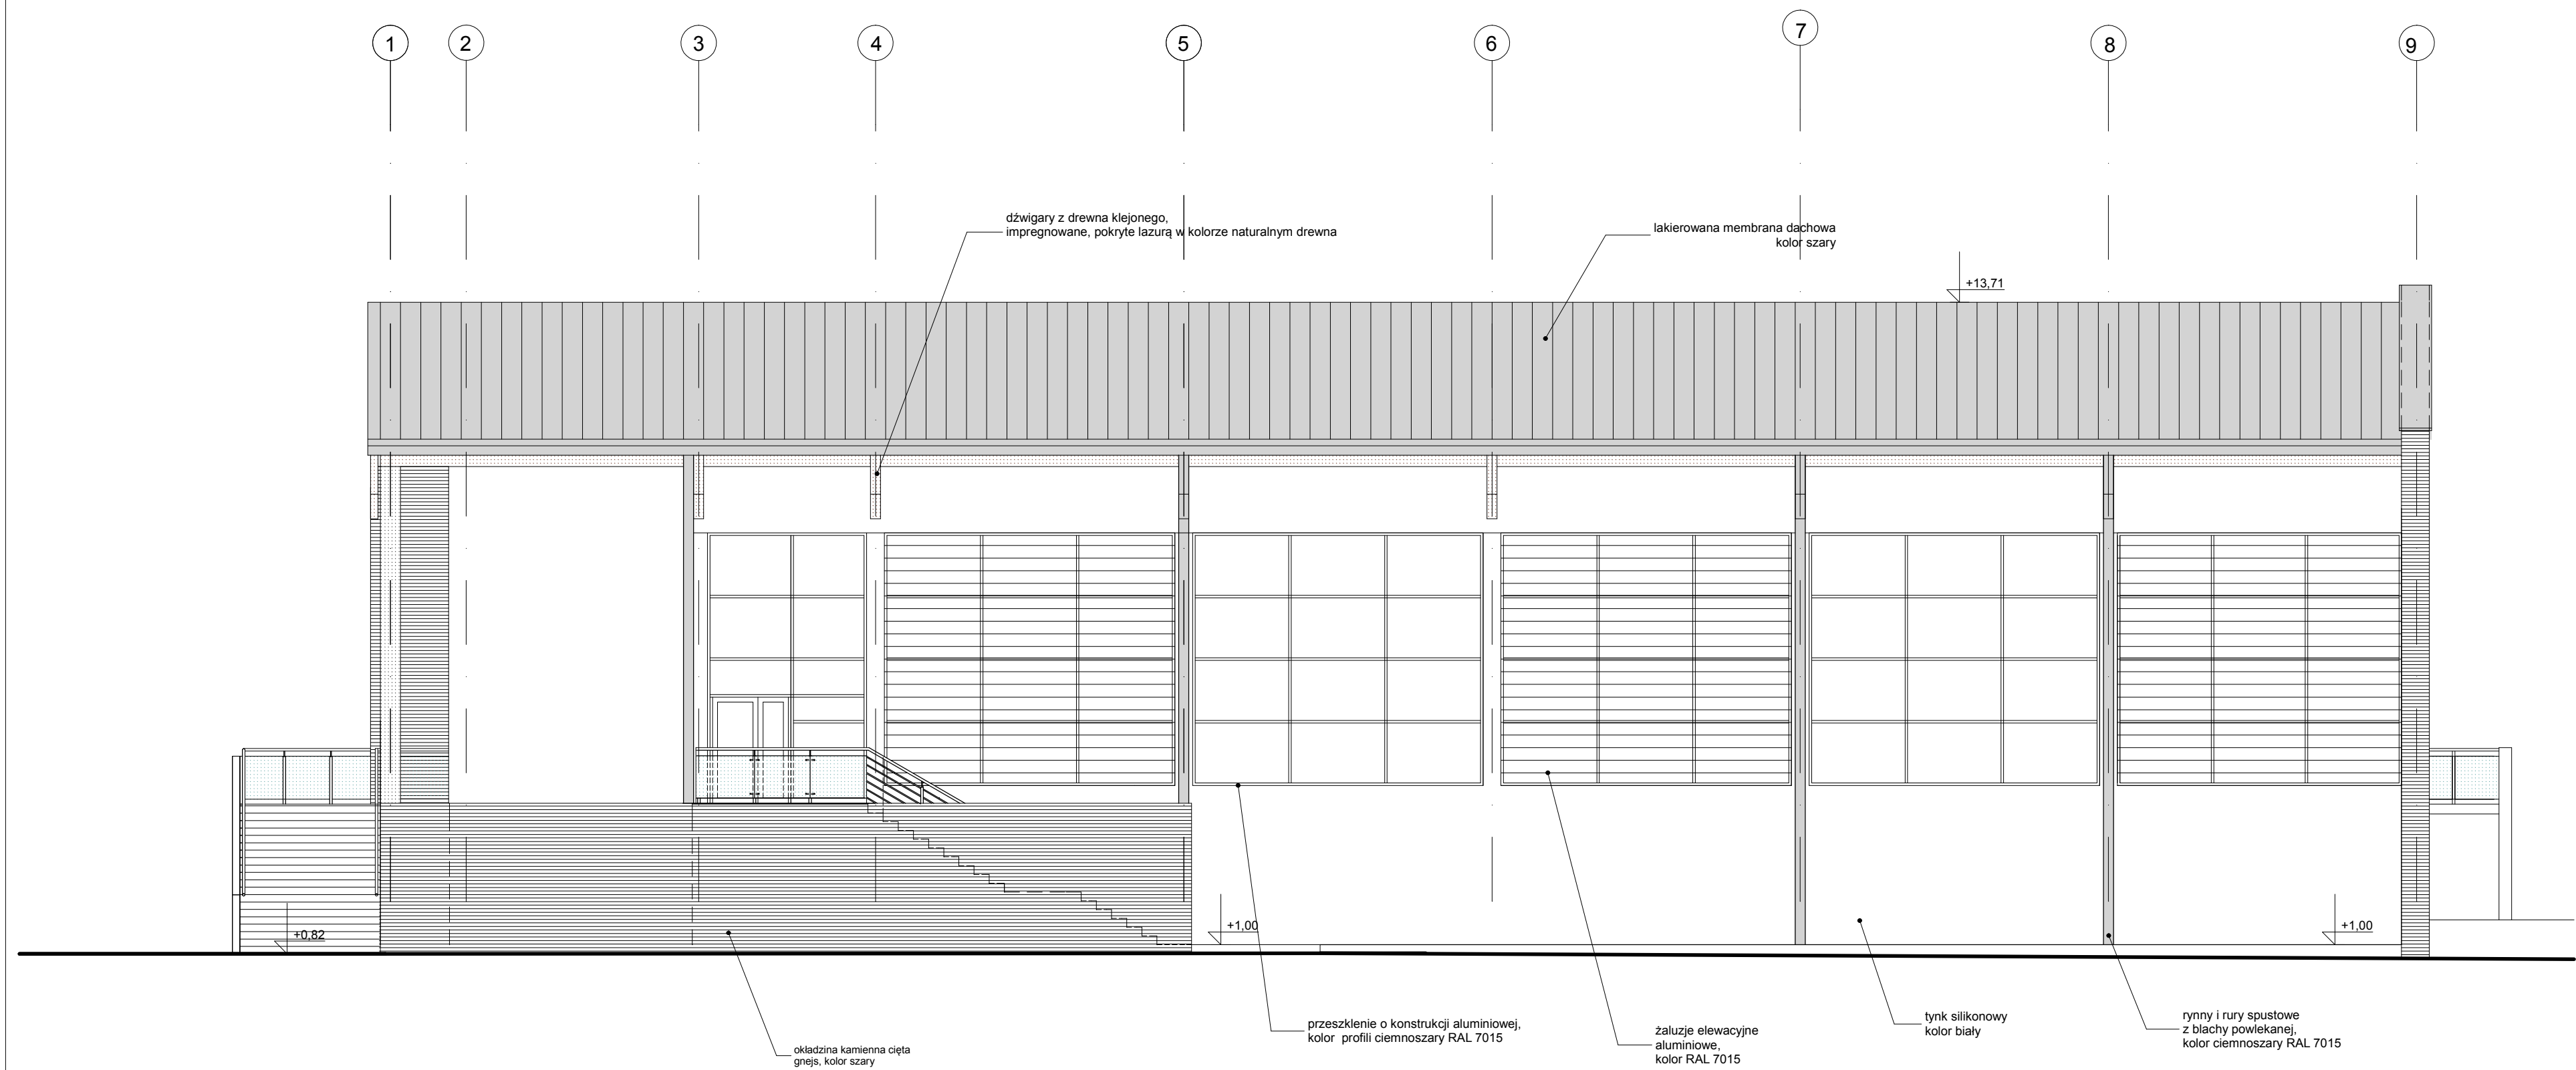 1
2
3
4
5
6
7
8
9
dźwigary z drewna klejonego,
impregnowane, pokryte lazurą w kolorze naturalnym drewna
lakierowana membrana dachowa
kolor szary
+13,71
+0,82
+1,00
+1,00
okładzina kamienna cięta
gnejs, kolor szary
przeszklenie o konstrukcji aluminiowej,
kolor profili ciemnoszary RAL 7015
żaluzje elewacyjne
aluminiowe,
kolor RAL 7015
tynk silikonowy
kolor biały
rynny i rury spustowe
z blachy powlekanej,
kolor ciemnoszary RAL 7015